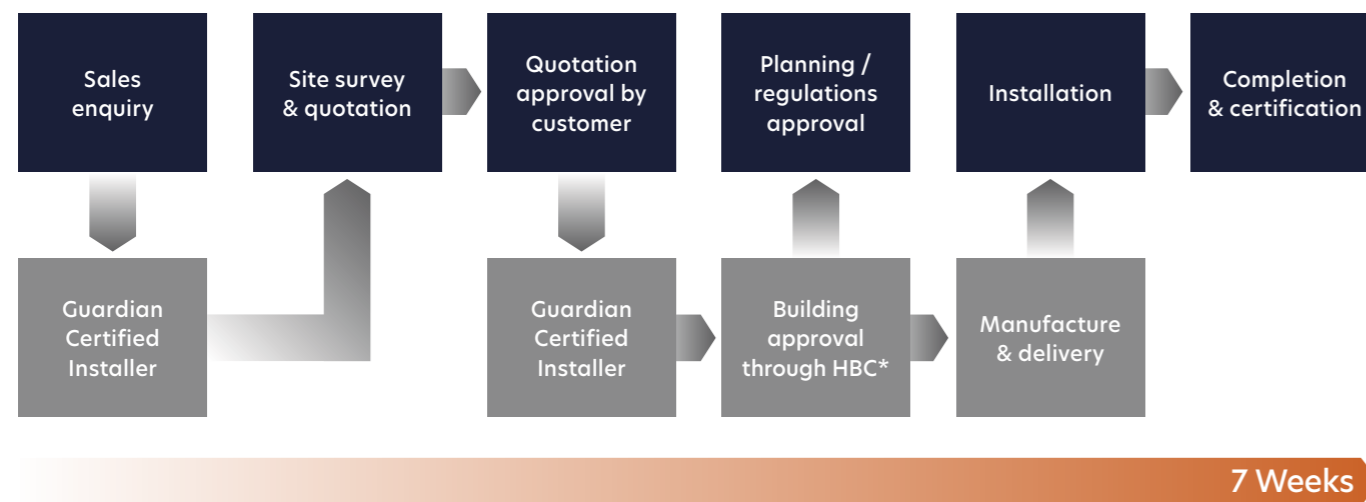 Sales
enquiry
Site survey
& quotation
Quotation
approval by
customer
Planning /
regulations
approval
Installation
Completion
& certification
Guardian
Certified
Installer
Guardian
Certified
Installer
Building
approval
through HBC*
Manufacture
& delivery
7 Weeks